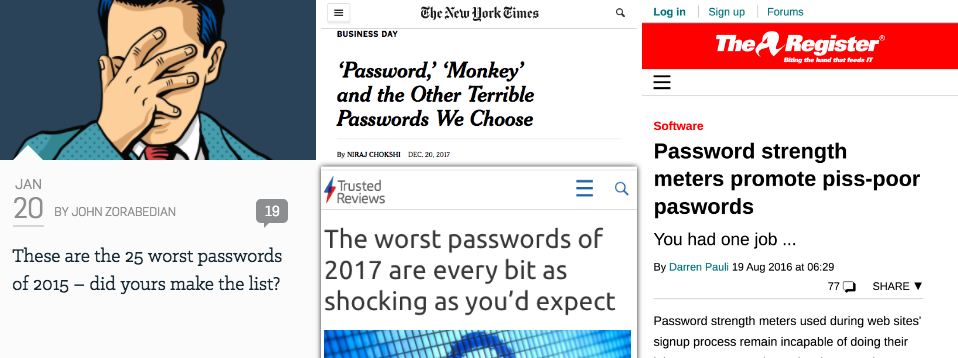 JAN
20 BY JOHN ZORABEDIAN 19
These are the 25 worst passwords
of 2015 – did yours make the list?
The New York Times
BUSINESS DAY
‘Password,’ ‘Monkey’
and the Other Terrible
Passwords We Choose
By NIRAJ CHOKSHI DEC. 20, 2017
Trusted
Reviews
The worst passwords of
2017 are every bit as
shocking as you’d expect
Log in Sign up Forums
The A Register®
Biting the hand that feeds IT
Software
Password strength
meters promote piss-poor
paswords
You had one job ...
By Darren Pauli 19 Aug 2016 at 06:29
77 SHARE ▼
Password strength meters used during web sites'
signup process remain incapable of doing their